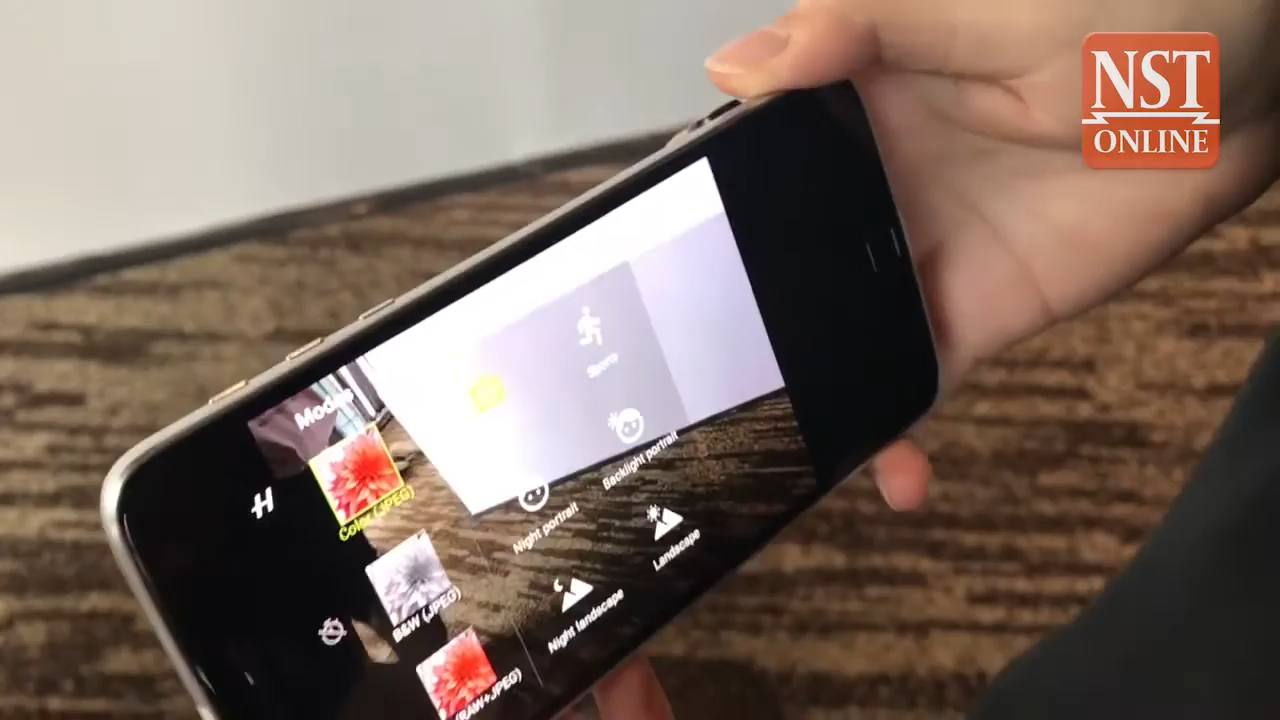 NST
ONLINE
Modes
H
Color (JPEG)
B&W (JPEG)
(RAW+JPEG)
Sports
Backlight portrait
Night portrait
Landscape
Night landscape